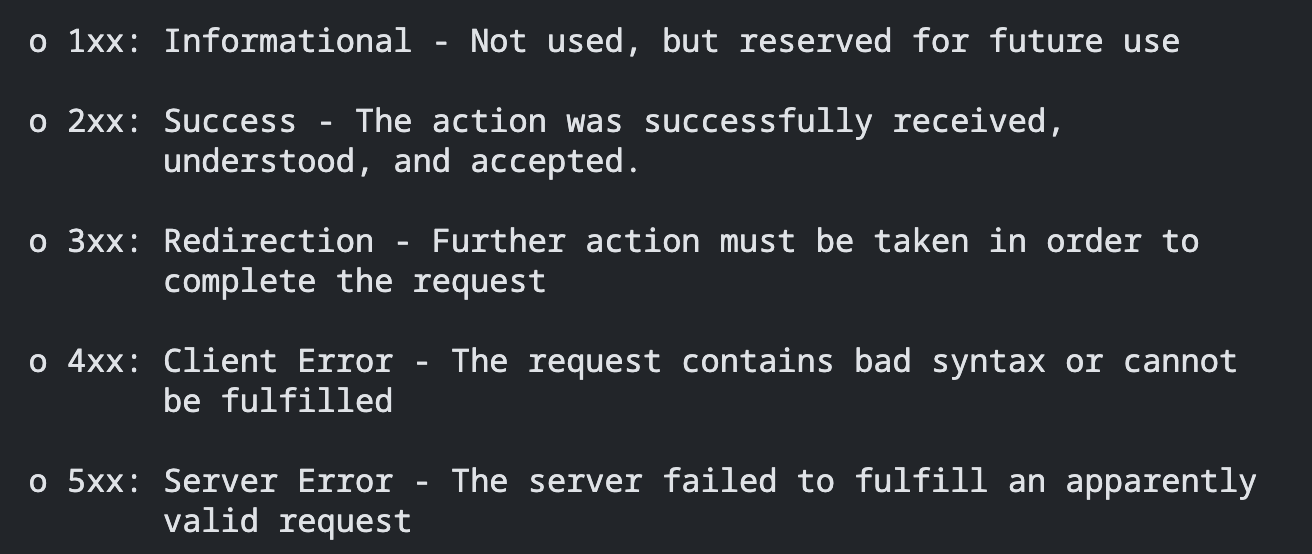 o 1xx: Informational - Not used, but reserved for future use
o 2xx: Success - The action was successfully received,
understood, and accepted.
o 3xx: Redirection - Further action must be taken in order to
complete the request
o 4xx: Client Error - The request contains bad syntax or cannot
be fulfilled
o 5xx: Server Error - The server failed to fulfill an apparently
valid request